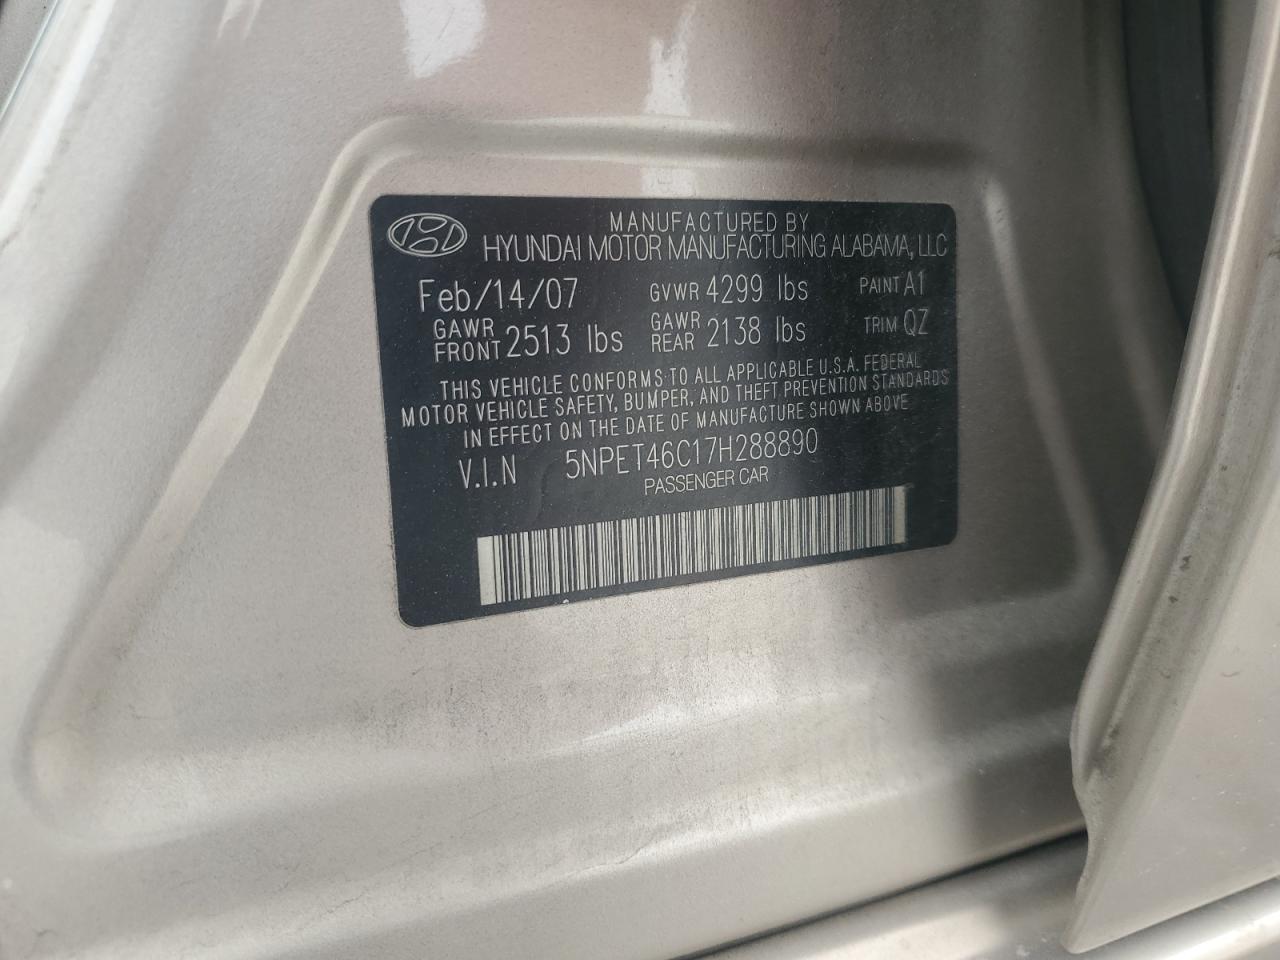 MANUFACTURED BY
HYUNDAI MOTOR MANUFACTURING ALABAMA, LLC
Feb/14/07 GVWR 4299 lbs PAINT A1
GAWR FRONT 2513 lbs GAWR REAR 2138 lbs TRIM QZ
THIS VEHICLE CONFORMS TO ALL APPLICABLE U.S.A. FEDERAL
MOTOR VEHICLE SAFETY, BUMPER, AND THEFT PREVENTION STANDARDS
IN EFFECT ON THE DATE OF MANUFACTURE SHOWN ABOVE
V.I.N 5NPET46C17H288890
PASSENGER CAR